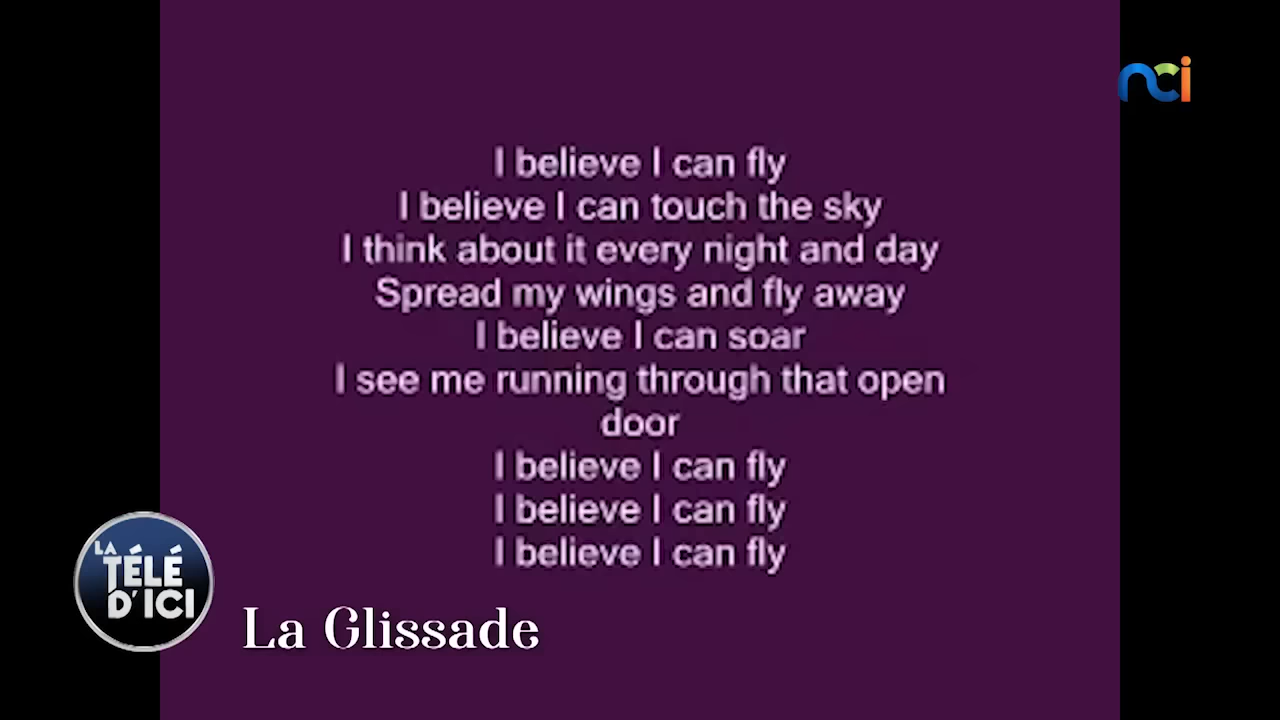 nci
I believe I can fly
I believe I can touch the sky
I think about it every night and day
Spread my wings and fly away
I believe I can soar
I see me running through that open
door
I believe I can fly
I believe I can fly
I believe I can fly
LA
TÉLÉ
D'ICI
La Glissade